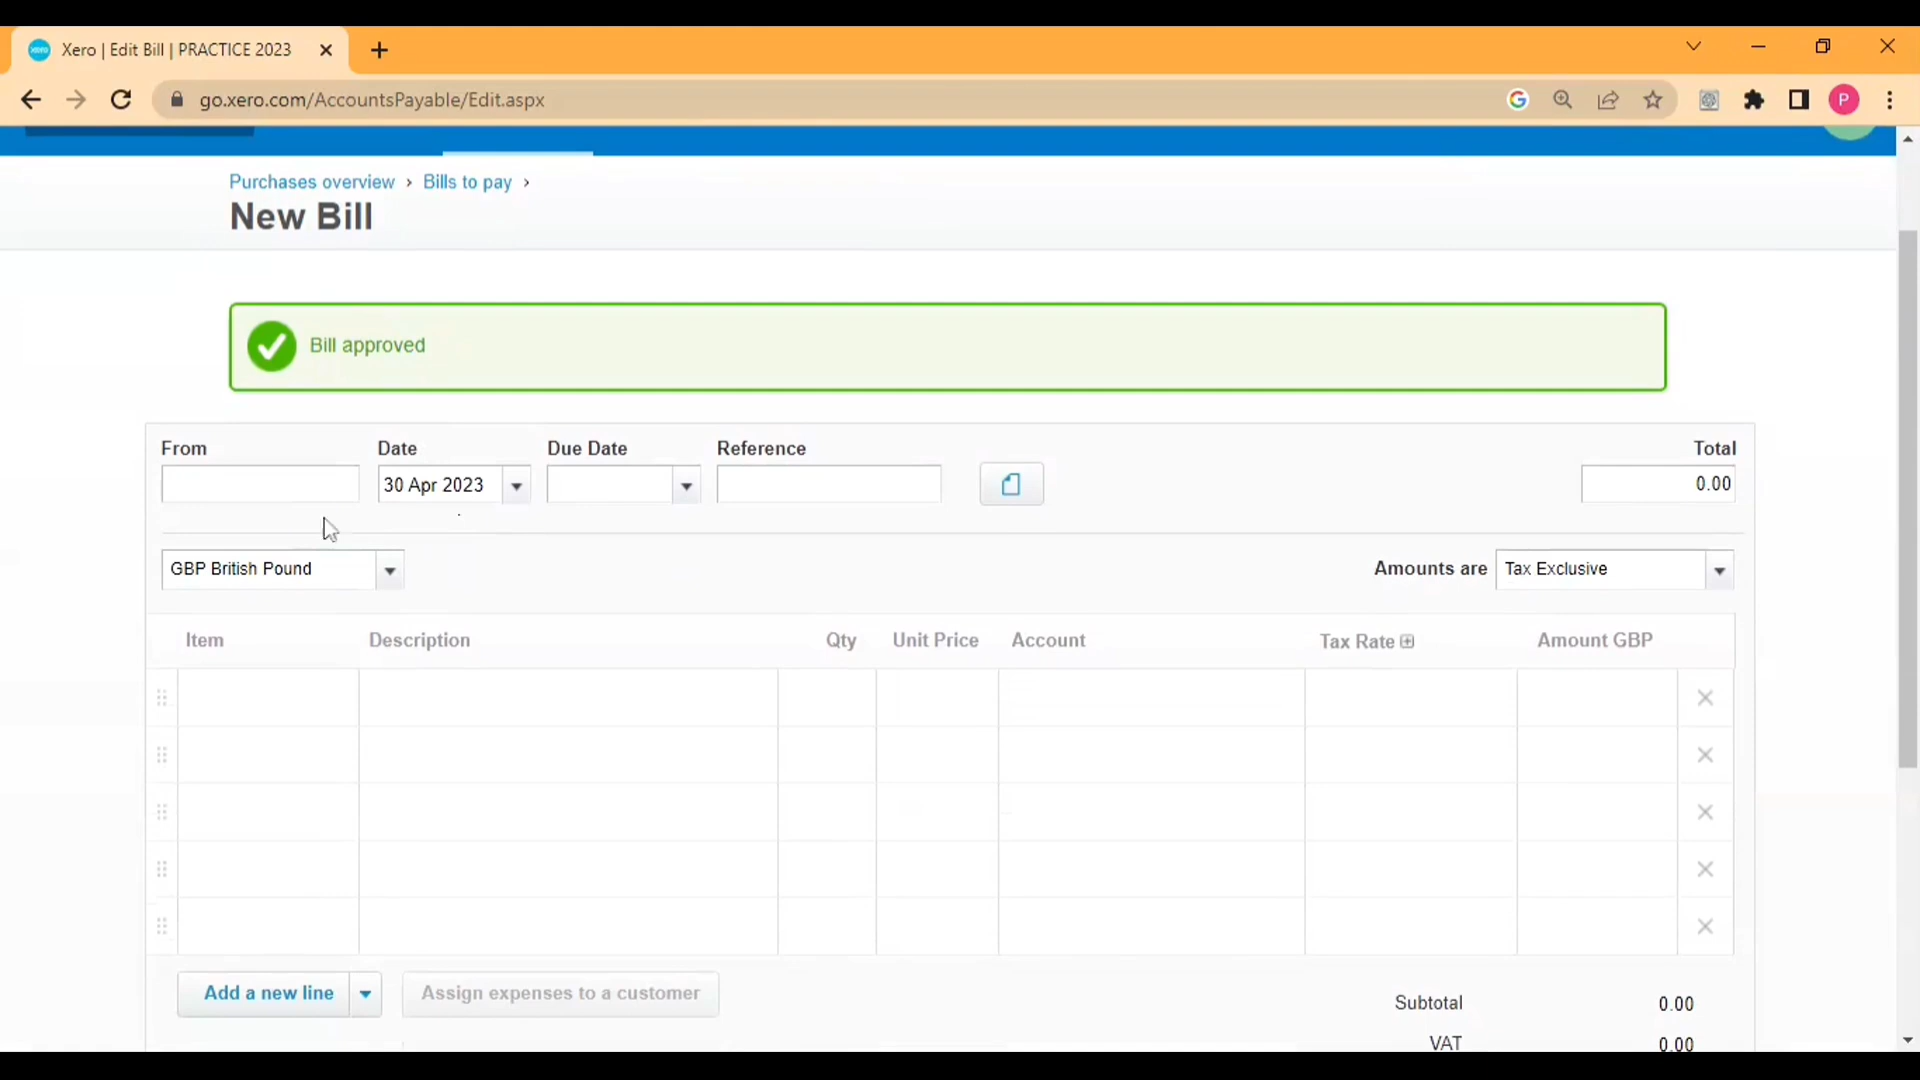 Xero | Edit Bill | PRACTICE 2023
go.xero.com/AccountsPayable/Edit.aspx
P
Purchases overview › Bills to pay ›
New Bill
Bill approved
From Date Due Date Reference Total
30 Apr 2023 0.00
GBP British Pound Amounts are Tax Exclusive
Item Description Qty Unit Price Account Tax Rate Amount GBP
Add a new line Assign expenses to a customer
Subtotal 0.00
VAT 0.00